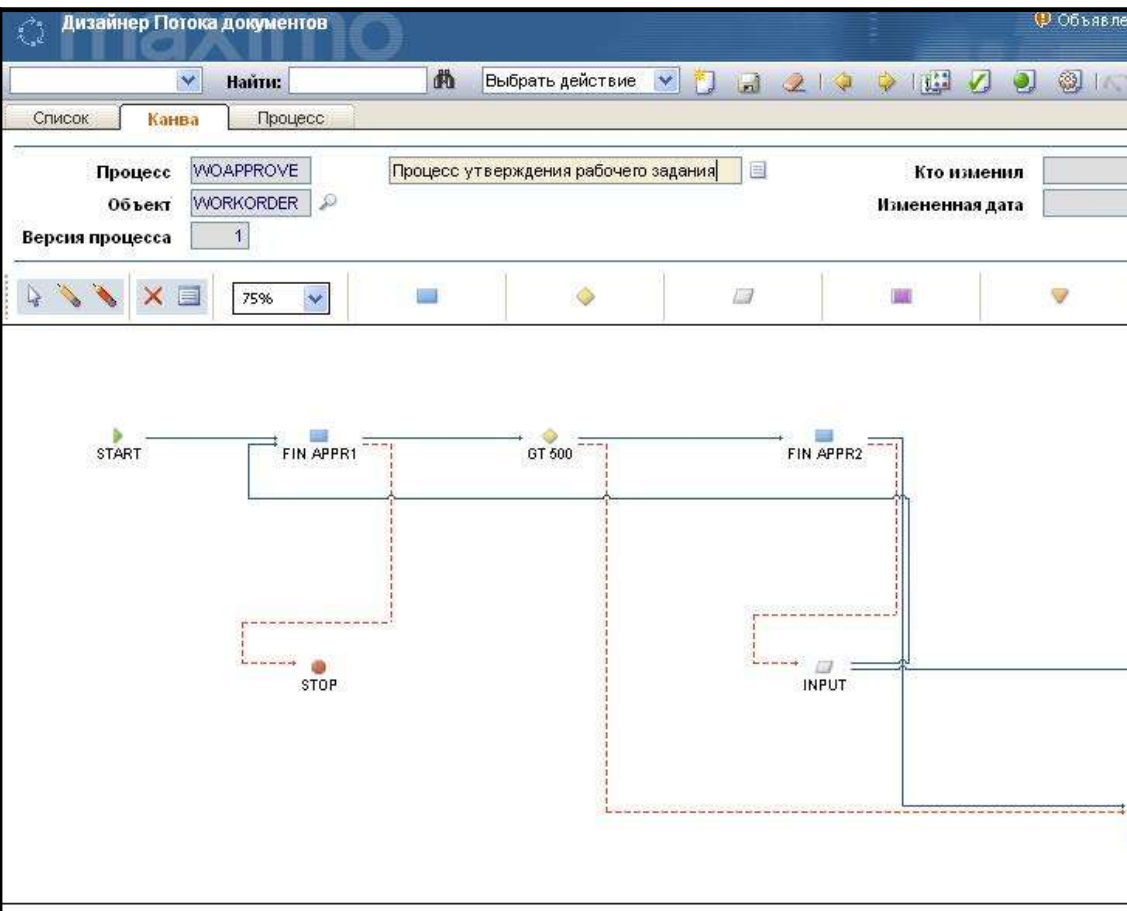 Дизайнер Потока документов
maximo
Найти:
Выбрать действие
Список Канва Процесс
Процесс WOAPPROVE Процесс утверждения рабочего задания Кто изменил
Объект WORKORDER Измененная дата
Версия процесса 1
75%
START FIN APPR1 GT 500 FIN APPR2
STOP INPUT